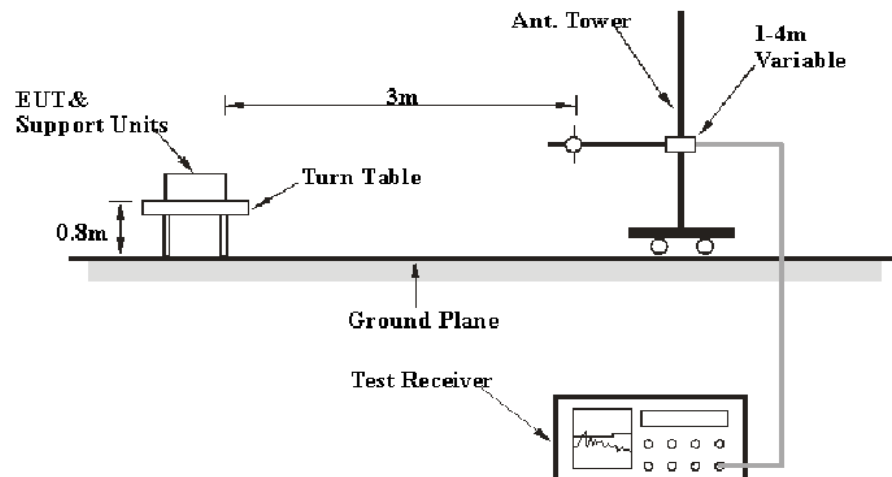 Ant. Tower
1-4m
Variable
3m
EUT&
Support Units
Turn Table
0.8m
Ground Plane
Test Receiver